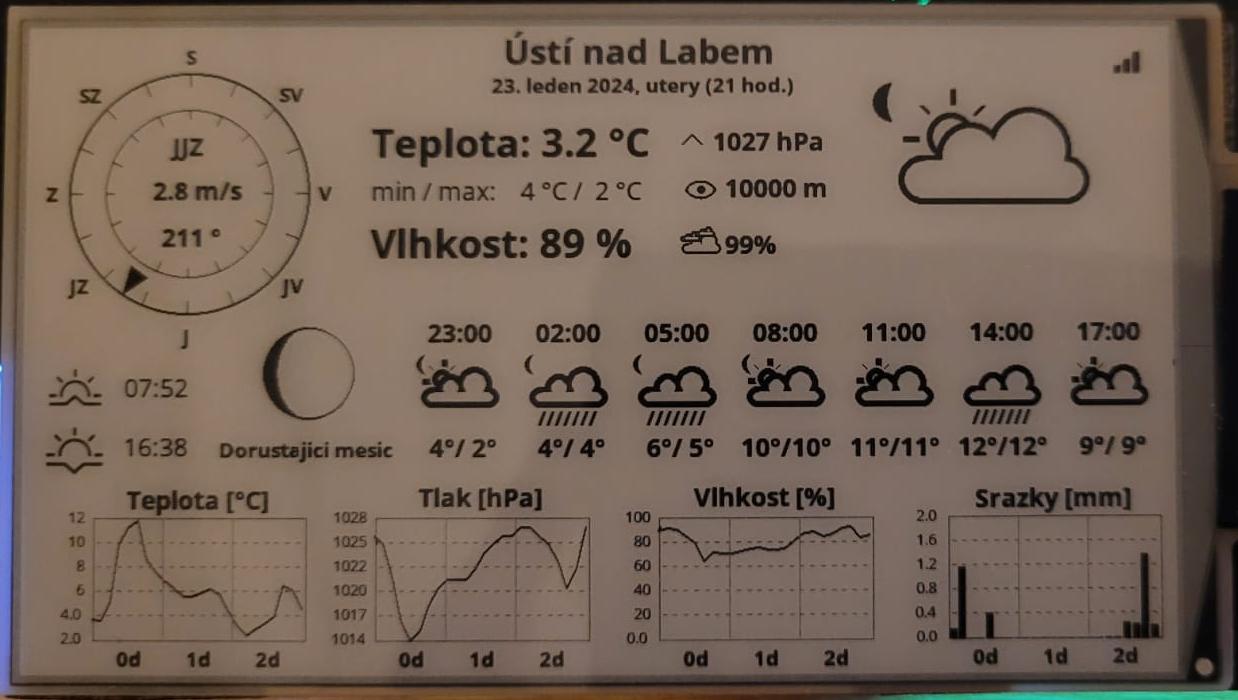 Ústí nad Labem
23. leden 2024, utery (21 hod.)
S
SZ SV
Z V
JZ JV
J
JJZ
2.8 m/s
211 °
Teplota: 3.2 °C 1027 hPa
min / max: 4 °C / 2 °C 10000 m
Vlhkost: 89 % 99%
07:52
16:38
Dorustajici mesic
23:00 02:00 05:00 08:00 11:00 14:00 17:00
4°/ 2° 4°/ 4° 6°/ 5° 10°/10° 11°/11° 12°/12° 9°/ 9°
Teplota [°C]
12
10
8
6
4.0
2.0
0d 1d 2d
Tlak [hPa]
1028
1025
1022
1020
1017
1014
0d 1d 2d
Vlhkost [%]
100
80
60
40
20
0.0
0d 1d 2d
Srazky [mm]
2.0
1.6
1.2
0.8
0.4
0.0
0d 1d 2d